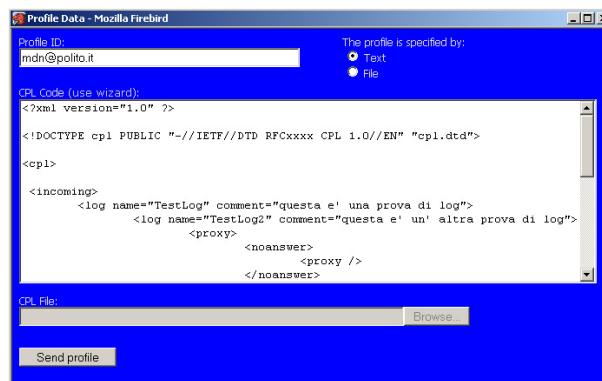 Profile Data - Mozilla Firebird
Profile ID:
The profile is specified by:
mdn@polito.it
Text
File
CPL Code (use wizard):
<?xml version="1.0" ?>
<!DOCTYPE cpl PUBLIC "-//IETF//DTD RFCxxxx CPL 1.0//EN" "cpl.dtd">
<cpl>
<incoming>
<log name="TestLog" comment="questa e' una prova di log">
<log name="TestLog2" comment="questa e' un' altra prova di log">
<proxy>
<noanswer>
<proxy />
</noanswer>
CPL File:
Browse...
Send profile